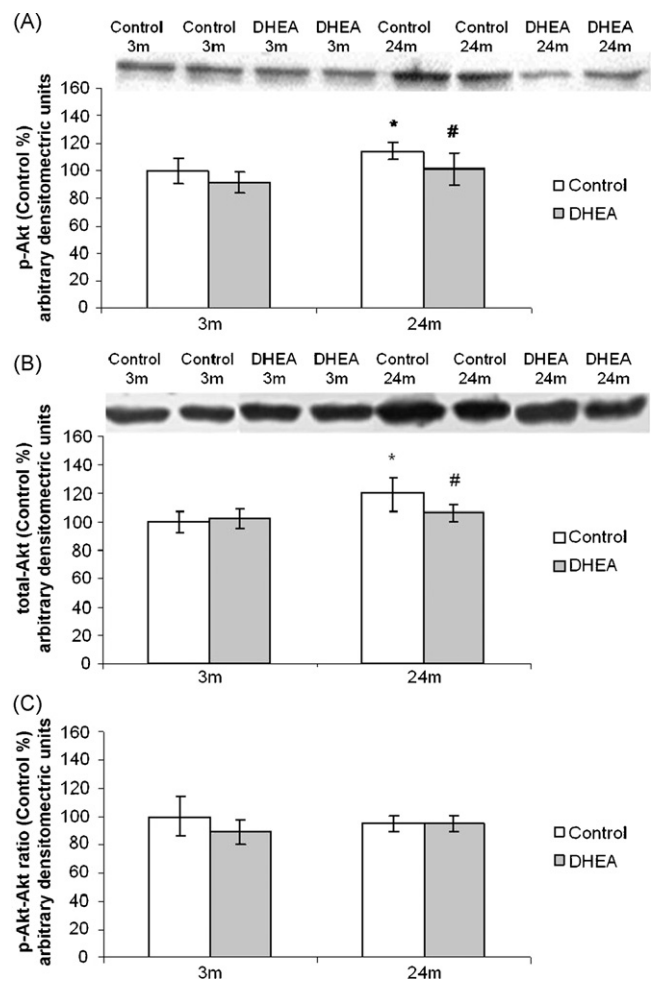 (A)
Control Control DHEA DHEA Control Control DHEA DHEA
3m 3m 3m 3m 24m 24m 24m 24m
p-Akt (Control %)
arbitrary densitomectric units
160
140
120
100
80
60
40
20
0
* #
3m 24m
Control
DHEA
(B)
Control Control DHEA DHEA Control Control DHEA DHEA
3m 3m 3m 3m 24m 24m 24m 24m
total-Akt (Control %)
arbitrary densitomectric units
160
140
120
100
80
60
40
20
0
* #
3m 24m
Control
DHEA
(C)
p-Akt-Akt ratio (Control %)
arbitrary densitomectric units
160
140
120
100
80
60
40
20
0
3m 24m
Control
DHEA